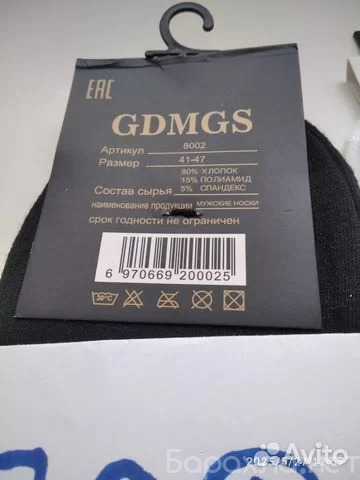 EAC
GDMGS
Артикул 8002
Размер 41-47
80% ХЛОПОК
15% ПОЛИАМИД
Состав сырья 5% СПАНДЕКС
наименование продукции МУЖСКИЕ НОСКИ
срок годности не ограничен
6 970669 200025
30°C
Avito